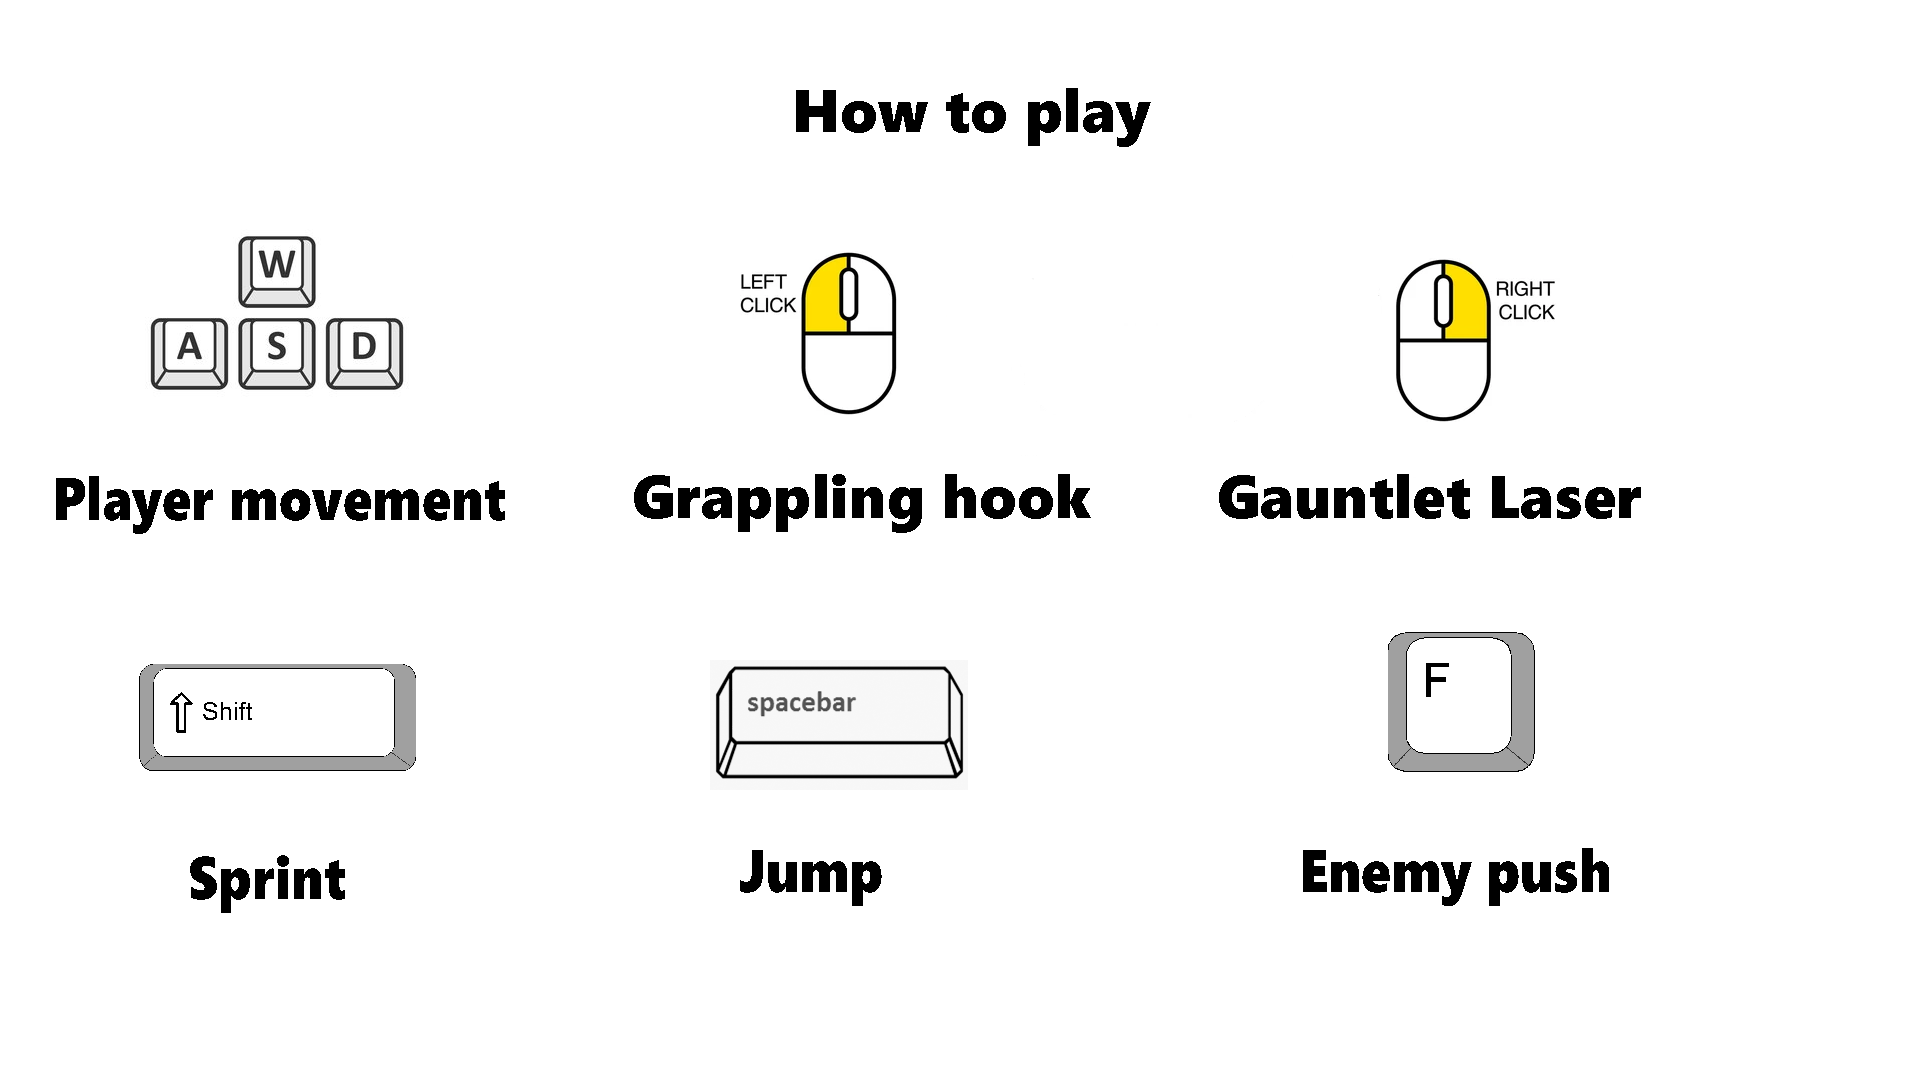 How to play
W
A S D
LEFT
CLICK
RIGHT
CLICK
Player movement
Grappling hook
Gauntlet Laser
Shift
spacebar
F
Sprint
Jump
Enemy push